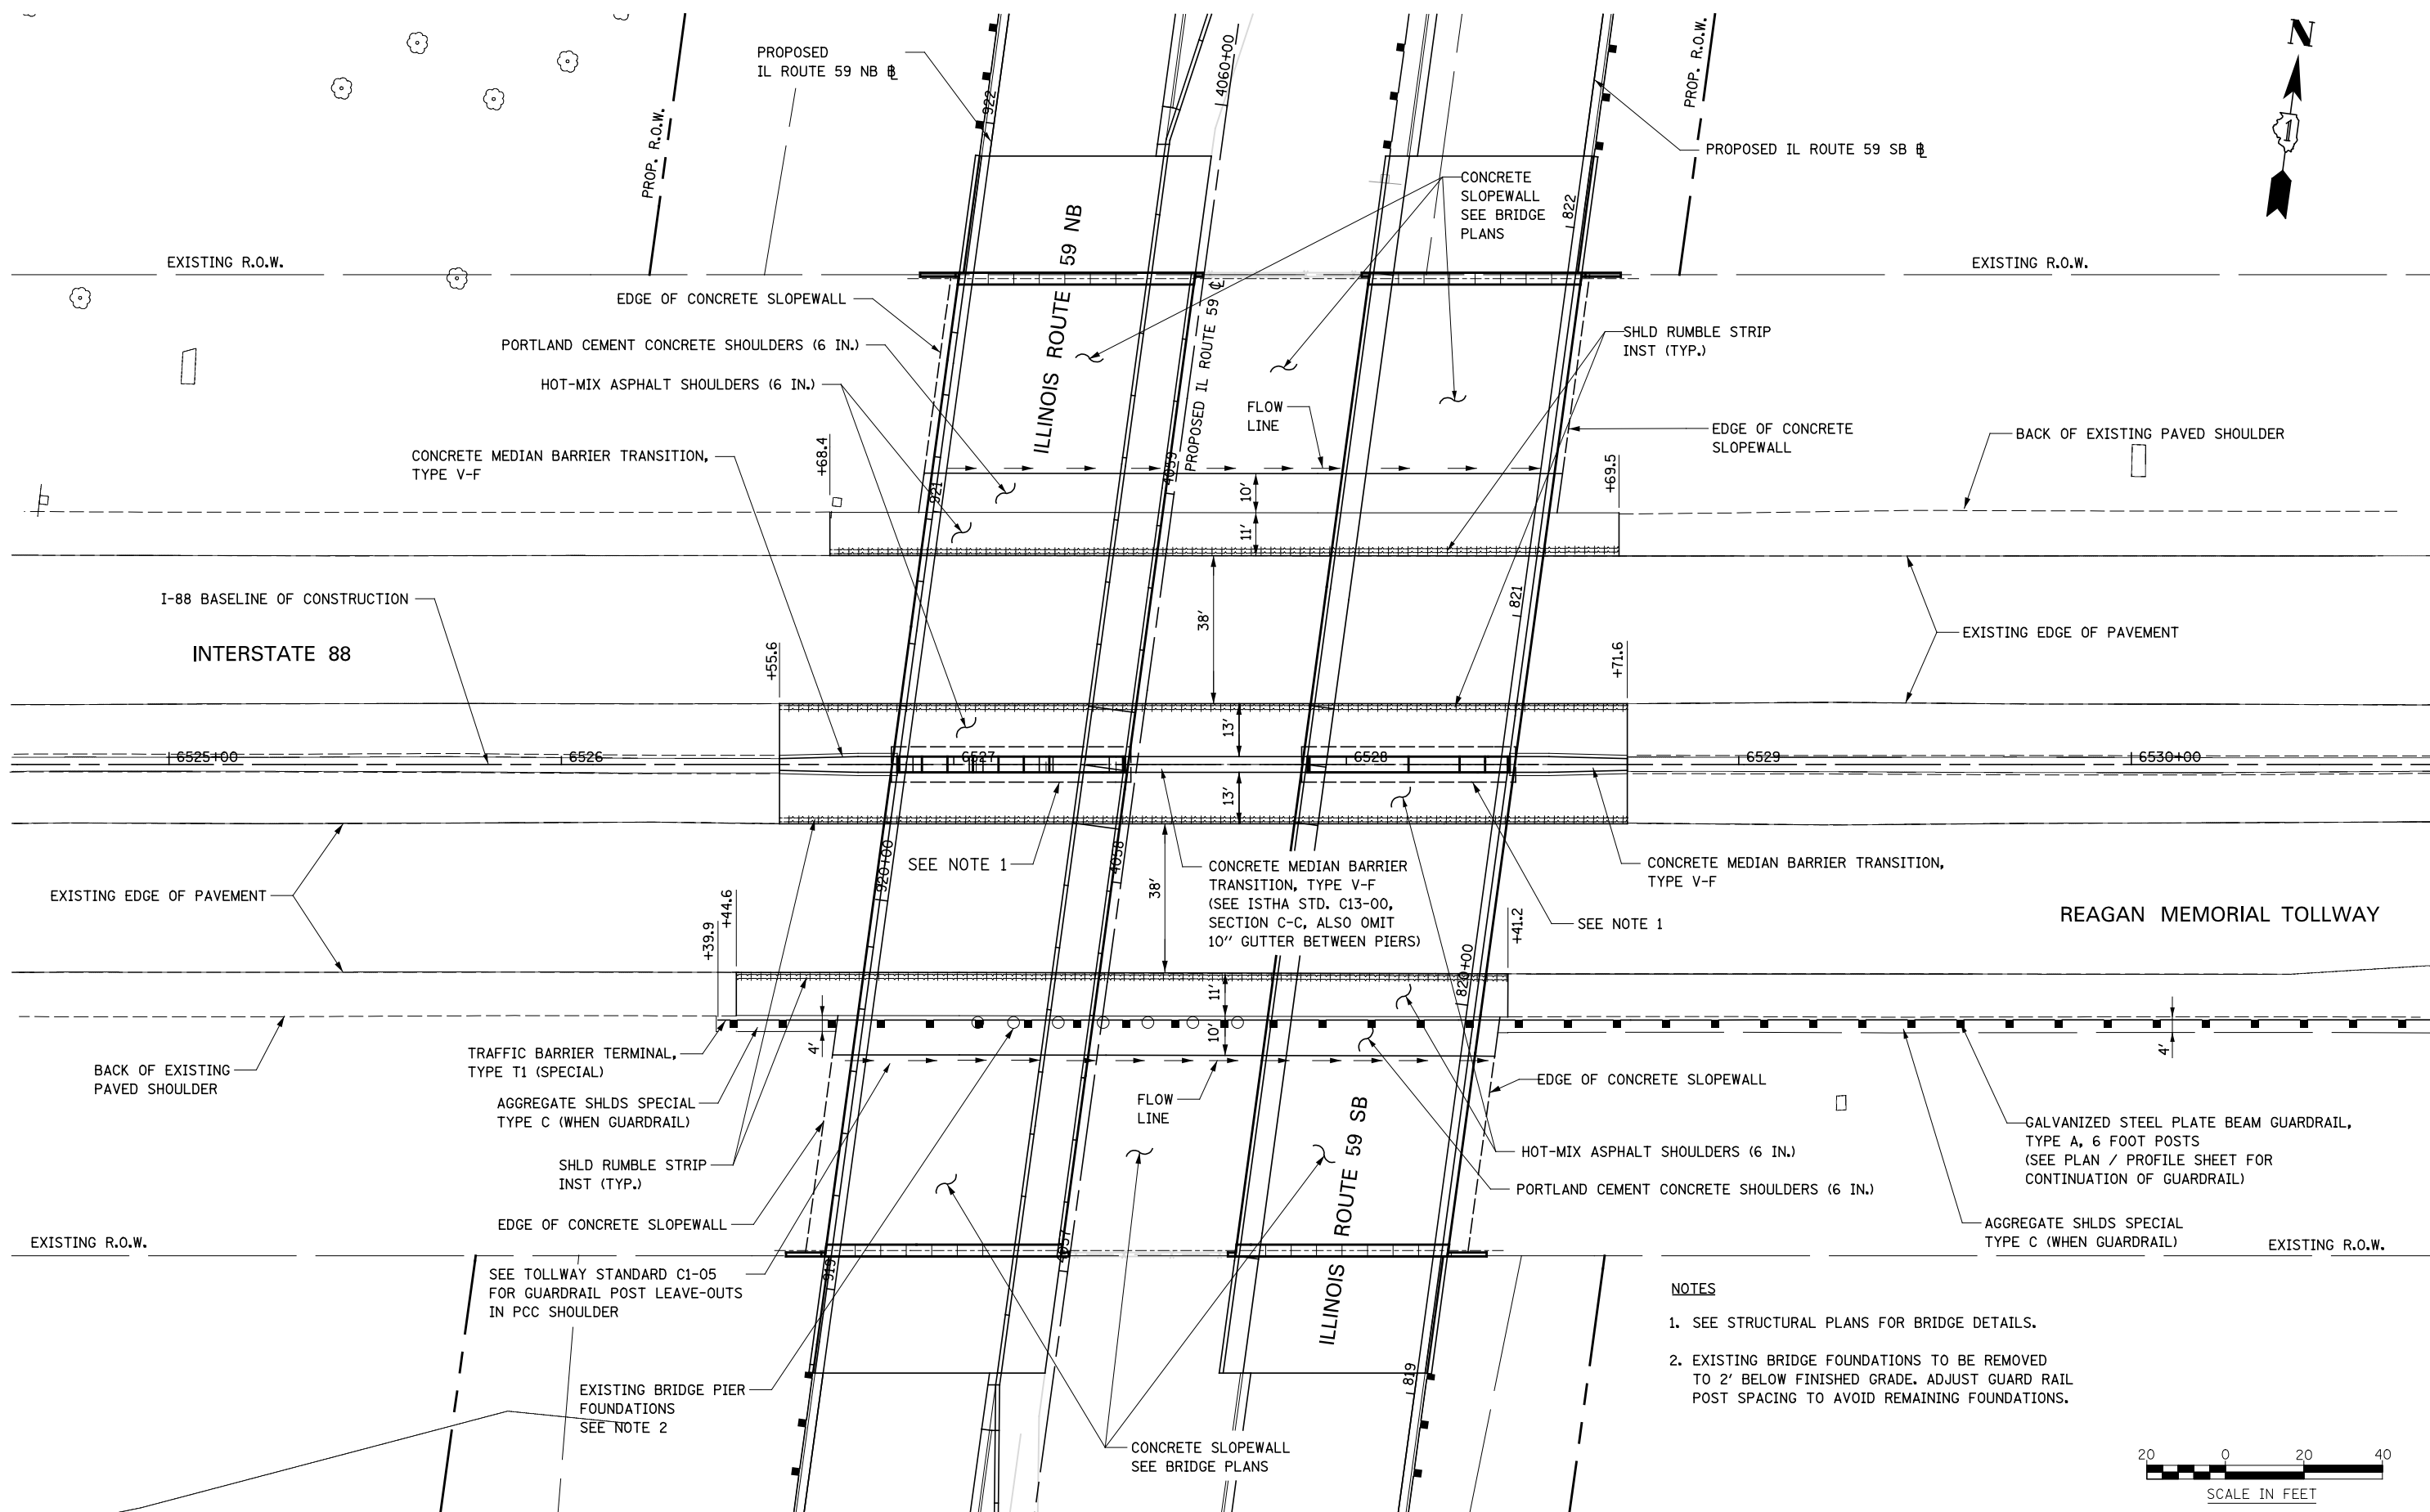 PROPOSED
IL ROUTE 59 NB ℄
PROP. R.O.W.
922
4060+00
PROP. R.O.W.
N
1
PROPOSED IL ROUTE 59 SB ℄
CONCRETE
SLOPEWALL
SEE BRIDGE
PLANS
822
EXISTING R.O.W.
EXISTING R.O.W.
ILLINOIS ROUTE 59 NB
PROPOSED IL ROUTE 59 ℄
EDGE OF CONCRETE SLOPEWALL
PORTLAND CEMENT CONCRETE SHOULDERS (6 IN.)
HOT-MIX ASPHALT SHOULDERS (6 IN.)
SHLD RUMBLE STRIP
INST (TYP.)
FLOW
LINE
EDGE OF CONCRETE
SLOPEWALL
BACK OF EXISTING PAVED SHOULDER
CONCRETE MEDIAN BARRIER TRANSITION,
TYPE V-F
+68.4
4059
921
10'
+69.5
11'
I-88 BASELINE OF CONSTRUCTION
INTERSTATE 88
38'
821
EXISTING EDGE OF PAVEMENT
+55.6
+71.6
13'
6525+00
6526
6527
6528
6529
6530+00
13'
EXISTING EDGE OF PAVEMENT
920+00
4058
SEE NOTE 1
38'
CONCRETE MEDIAN BARRIER
TRANSITION, TYPE V-F
(SEE ISTHA STD. C13-00,
SECTION C-C, ALSO OMIT
10" GUTTER BETWEEN PIERS)
CONCRETE MEDIAN BARRIER TRANSITION,
TYPE V-F
SEE NOTE 1
REAGAN MEMORIAL TOLLWAY
+39.9
+44.6
+41.2
820+00
11'
10'
4'
4'
BACK OF EXISTING
PAVED SHOULDER
TRAFFIC BARRIER TERMINAL,
TYPE T1 (SPECIAL)
AGGREGATE SHLDS SPECIAL
TYPE C (WHEN GUARDRAIL)
SHLD RUMBLE STRIP
INST (TYP.)
EDGE OF CONCRETE SLOPEWALL
FLOW
LINE
ILLINOIS ROUTE 59 SB
EDGE OF CONCRETE SLOPEWALL
HOT-MIX ASPHALT SHOULDERS (6 IN.)
PORTLAND CEMENT CONCRETE SHOULDERS (6 IN.)
GALVANIZED STEEL PLATE BEAM GUARDRAIL,
TYPE A, 6 FOOT POSTS
(SEE PLAN / PROFILE SHEET FOR
CONTINUATION OF GUARDRAIL)
AGGREGATE SHLDS SPECIAL
TYPE C (WHEN GUARDRAIL)
EXISTING R.O.W.
EXISTING R.O.W.
919
4057
SEE TOLLWAY STANDARD C1-05
FOR GUARDRAIL POST LEAVE-OUTS
IN PCC SHOULDER
EXISTING BRIDGE PIER
FOUNDATIONS
SEE NOTE 2
819
CONCRETE SLOPEWALL
SEE BRIDGE PLANS
NOTES
1. SEE STRUCTURAL PLANS FOR BRIDGE DETAILS.
2. EXISTING BRIDGE FOUNDATIONS TO BE REMOVED
TO 2' BELOW FINISHED GRADE. ADJUST GUARD RAIL
POST SPACING TO AVOID REMAINING FOUNDATIONS.
20 0 20 40
SCALE IN FEET